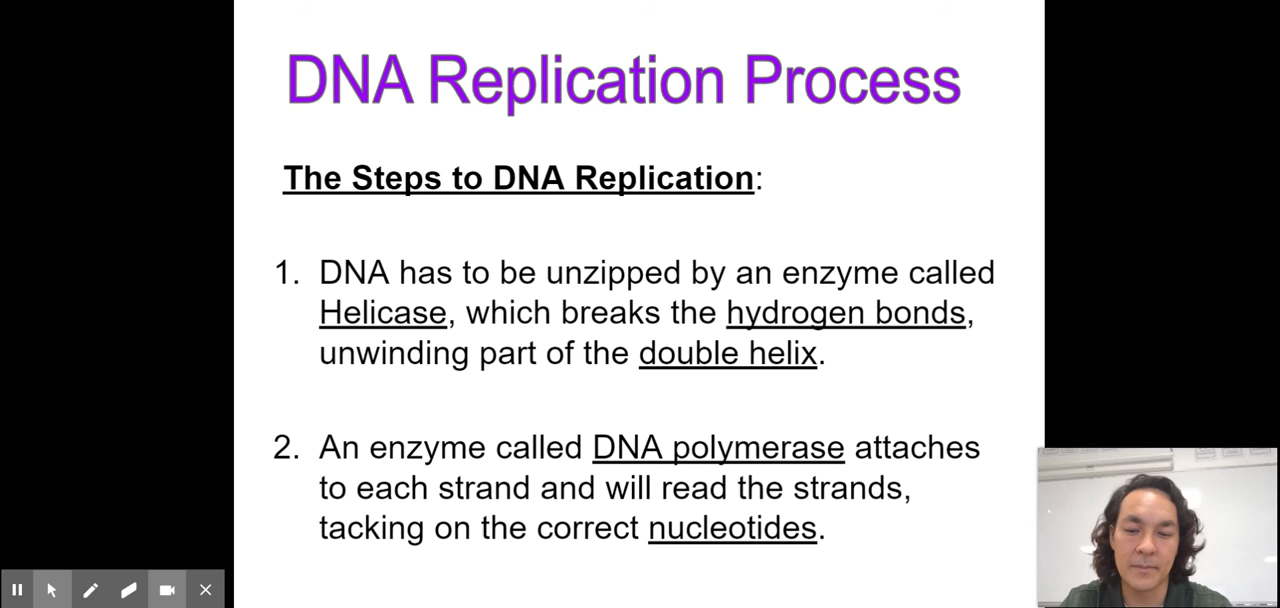 DNA Replication Process
The Steps to DNA Replication:
1. DNA has to be unzipped by an enzyme called
Helicase, which breaks the hydrogen bonds,
unwinding part of the double helix.
2. An enzyme called DNA polymerase attaches
to each strand and will read the strands,
tacking on the correct nucleotides.